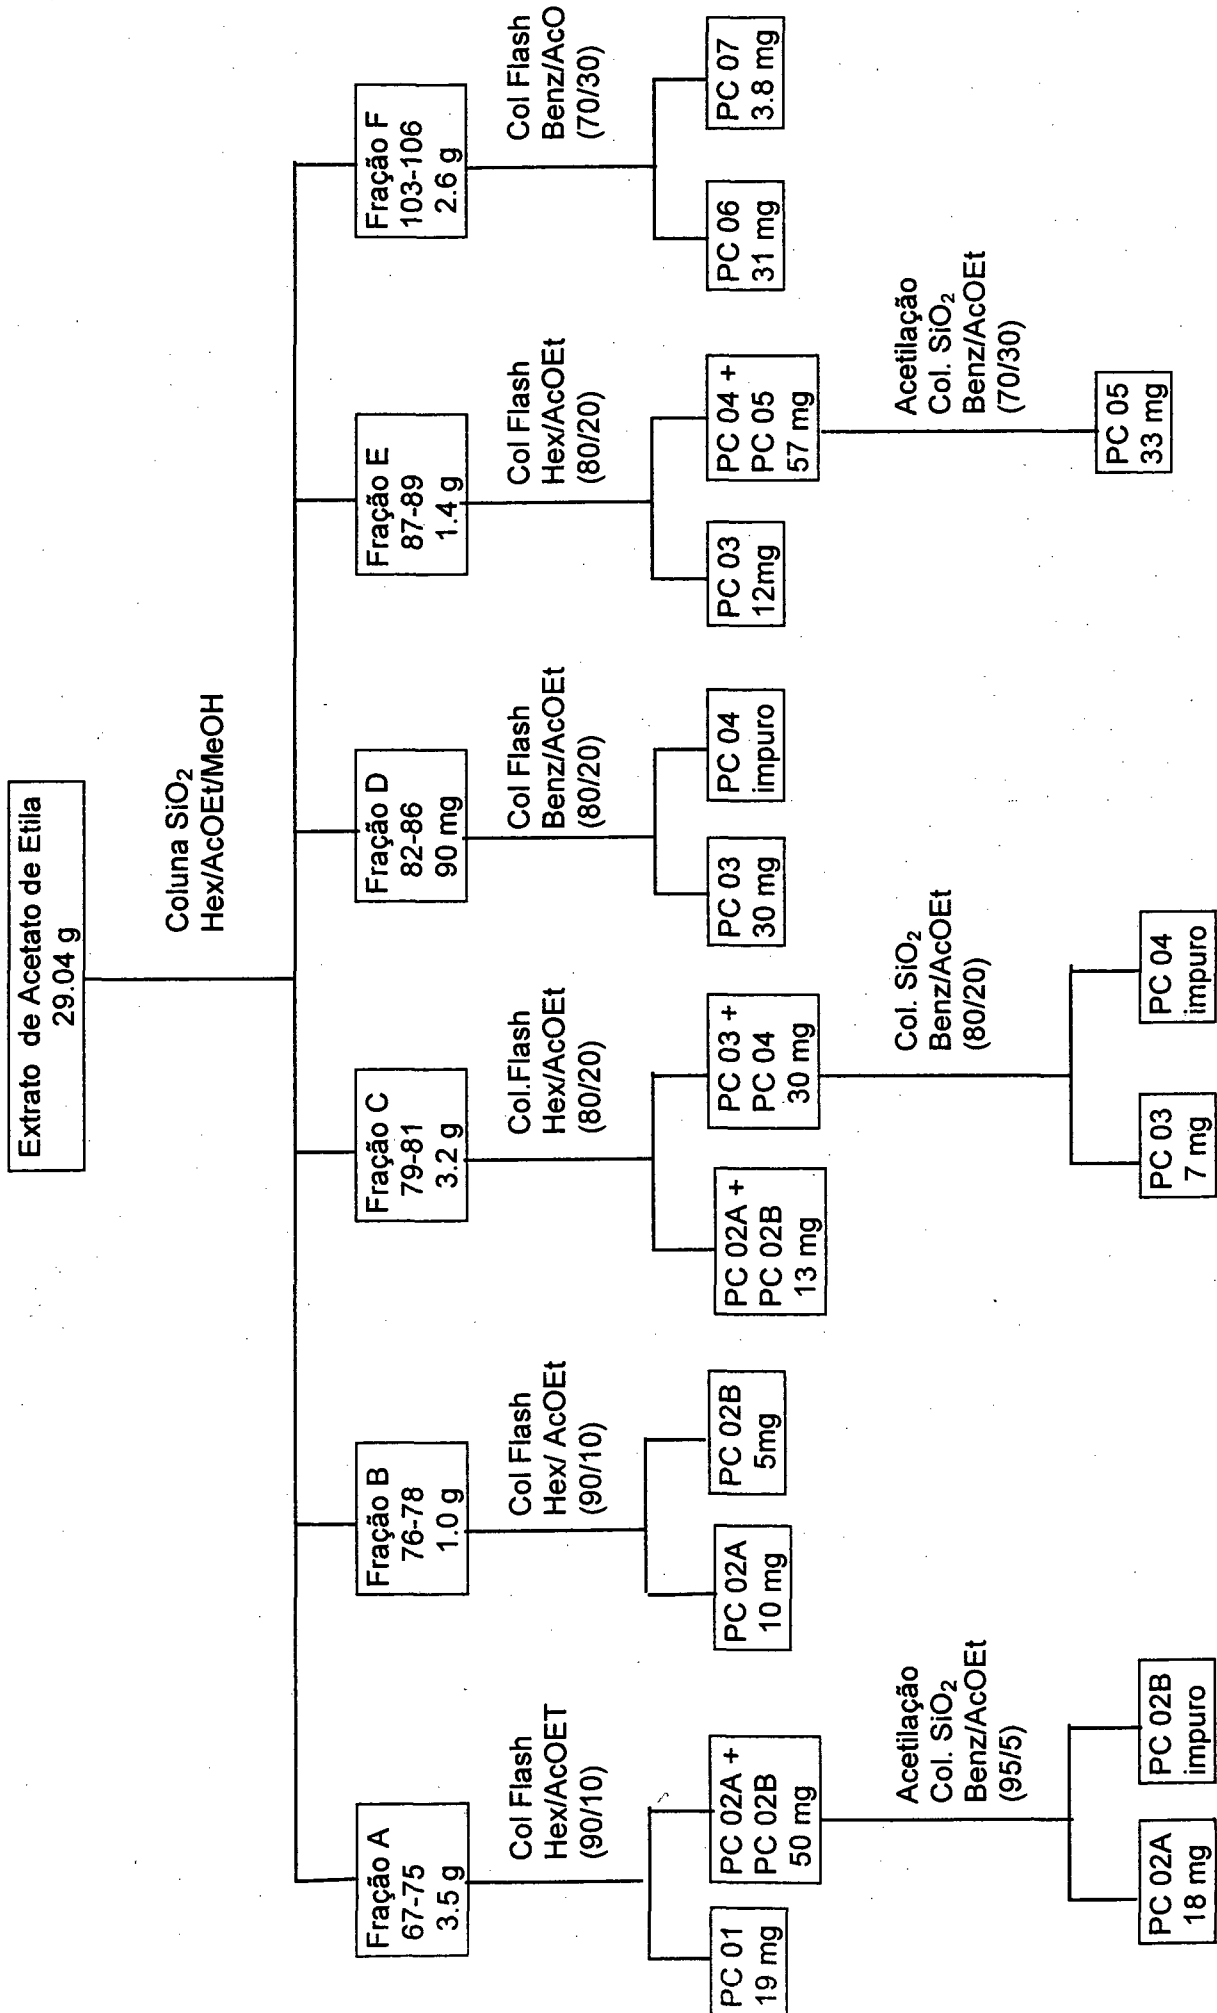 Extrato de Acetato de Etila
29.04 g
Coluna SiO₂
Hex/AcOEt/MeOH
Fração A
67-75
3.5 g
Fração B
76-78
1.0 g
Fração C
79-81
3.2 g
Fração D
82-86
90 mg
Fração E
87-89
1.4 g
Fração F
103-106
2.6 g
Col Flash
Hex/AcOET
(90/10)
Col Flash
Hex/ AcOEt
(90/10)
Col.Flash
Hex/AcOEt
(80/20)
Col Flash
Benz/AcOEt
(80/20)
Col Flash
Hex/AcOEt
(80/20)
Col Flash
Benz/AcO
(70/30)
PC 01
19 mg
PC 02A +
PC 02B
50 mg
PC 02A
10 mg
PC 02B
5mg
PC 02A +
PC 02B
13 mg
PC 03 +
PC 04
30 mg
PC 03
30 mg
PC 04
impuro
PC 03
12mg
PC 04 +
PC 05
57 mg
PC 06
31 mg
PC 07
3.8 mg
Acetilação
Col. SiO₂
Benz/AcOEt
(95/5)
Col. SiO₂
Benz/AcOEt
(80/20)
Acetilação
Col. SiO₂
Benz/AcOEt
(70/30)
PC 02A
18 mg
PC 02B
impuro
PC 03
7 mg
PC 04
impuro
PC 05
33 mg